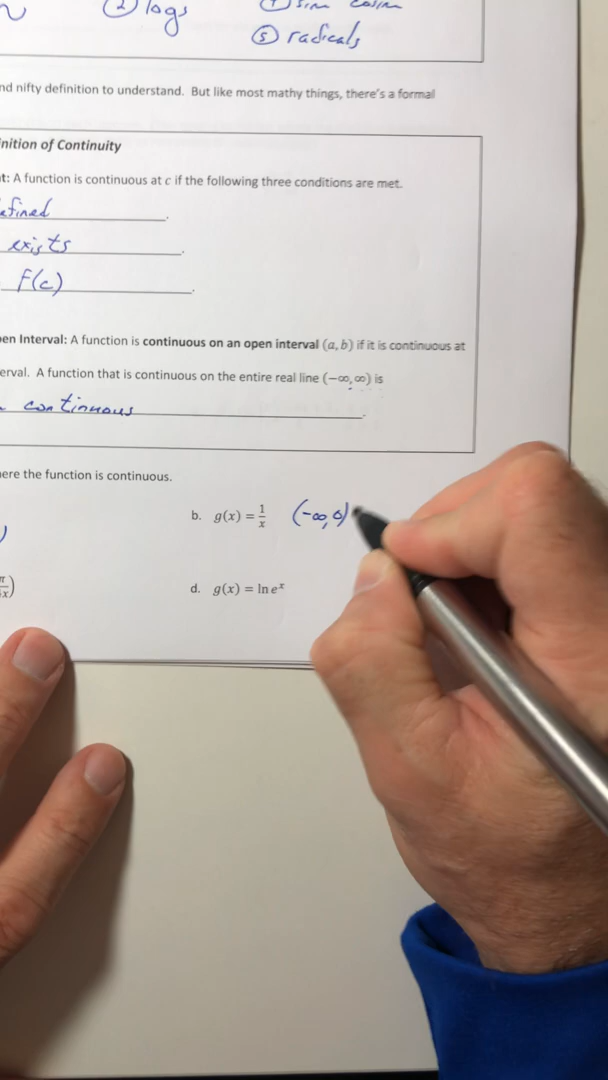 ② logs
⑤ radicals
nd nifty definition to understand. But like most mathy things, there's a formal
inition of Continuity
t: A function is continuous at c if the following three conditions are met.
efined
exists
f(c)
en Interval: A function is continuous on an open interval (a, b) if it is continuous at
erval. A function that is continuous on the entire real line (−∞, ∞) is
continuous
ere the function is continuous.
b. g(x) = 1/x (-∞, 0)
d. g(x) = ln eˣ